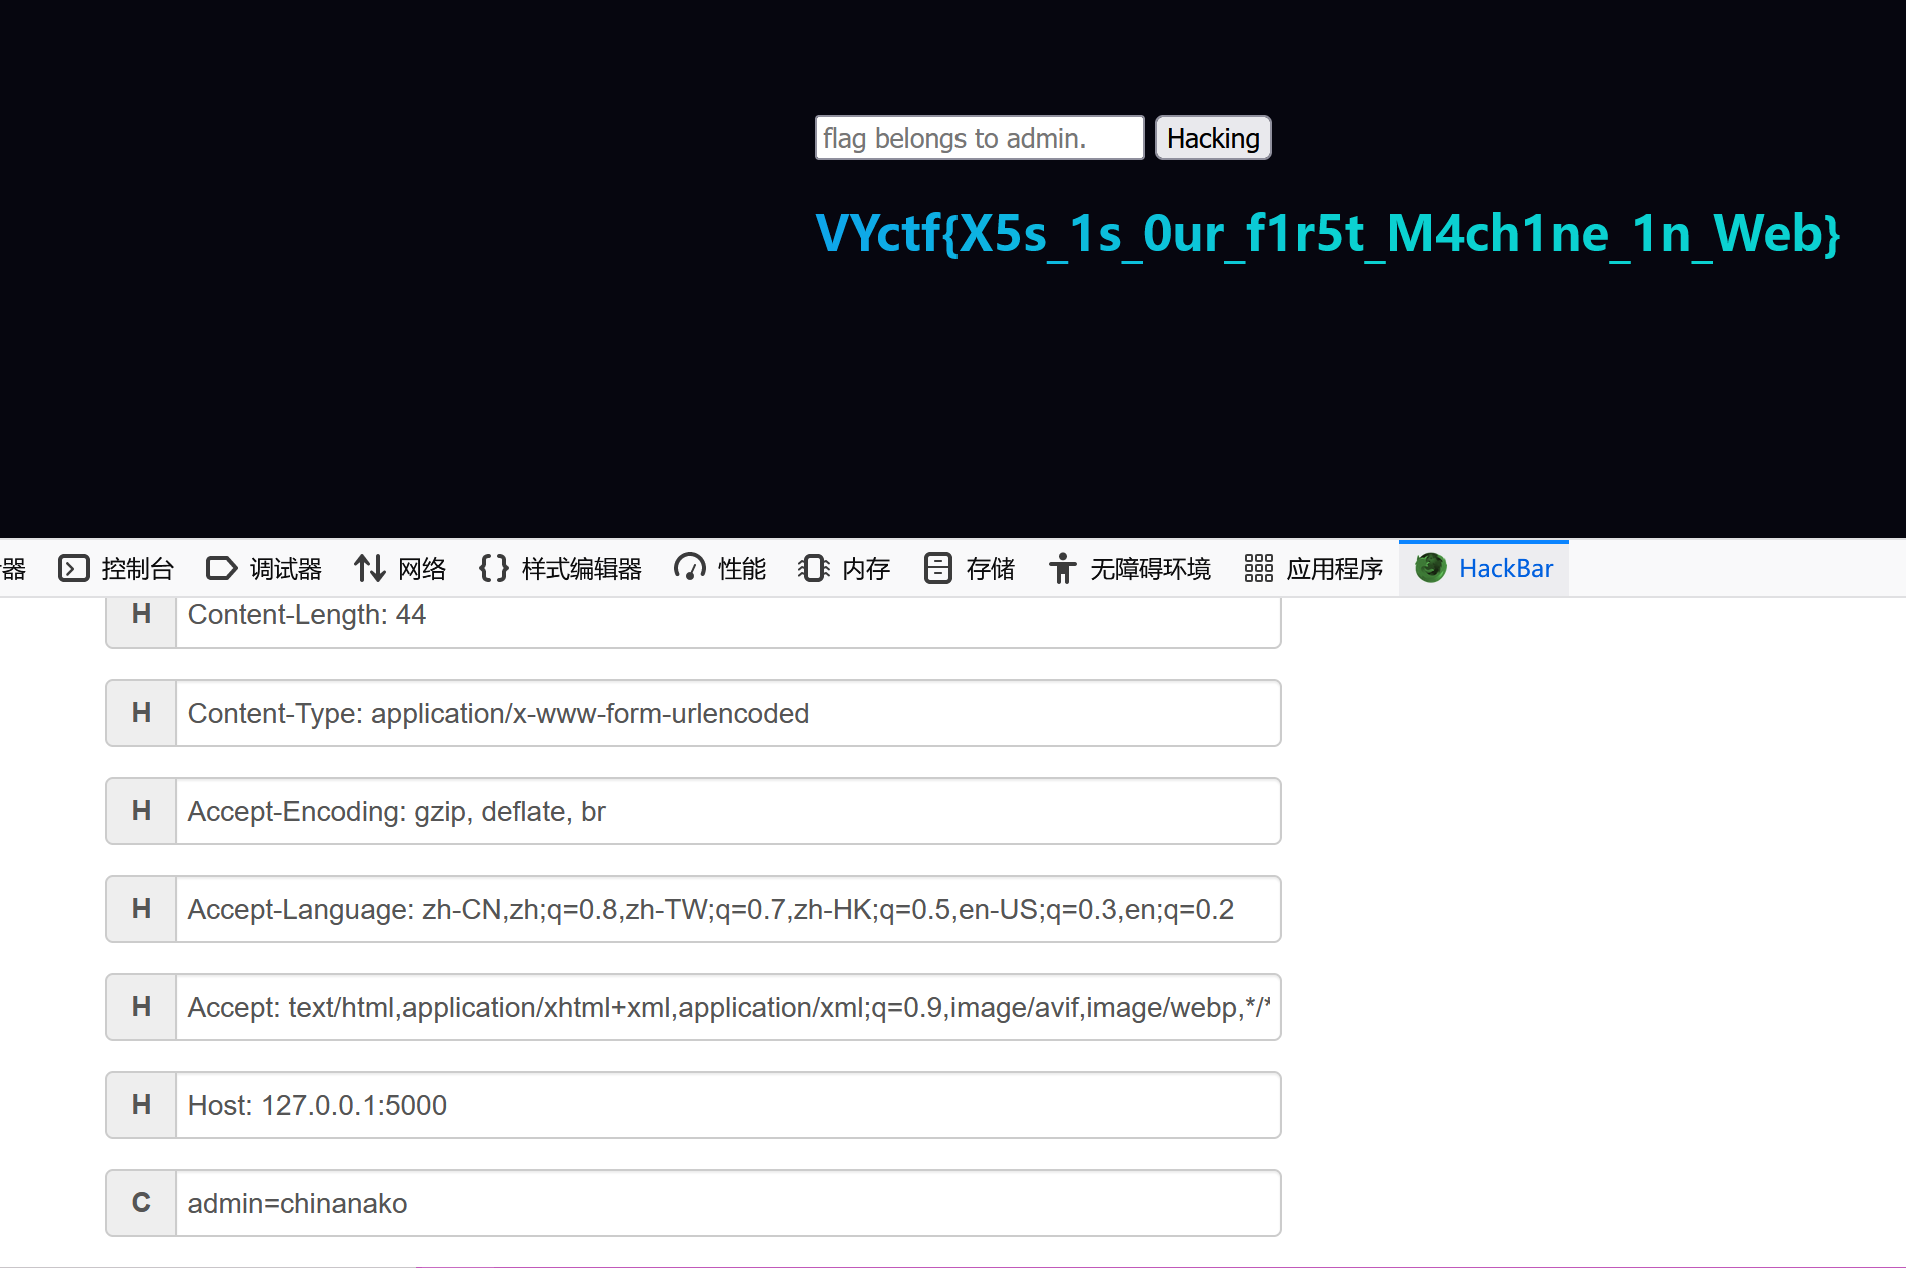 flag belongs to admin. Hacking
VYctf{X5s_1s_0ur_f1r5t_M4ch1ne_1n_Web}
器 控制台 调试器 网络 样式编辑器 性能 内存 存储 无障碍环境 应用程序 HackBar
H Content-Length: 44
H Content-Type: application/x-www-form-urlencoded
H Accept-Encoding: gzip, deflate, br
H Accept-Language: zh-CN,zh;q=0.8,zh-TW;q=0.7,zh-HK;q=0.5,en-US;q=0.3,en;q=0.2
H Accept: text/html,application/xhtml+xml,application/xml;q=0.9,image/avif,image/webp,*/*
H Host: 127.0.0.1:5000
C admin=chinanako